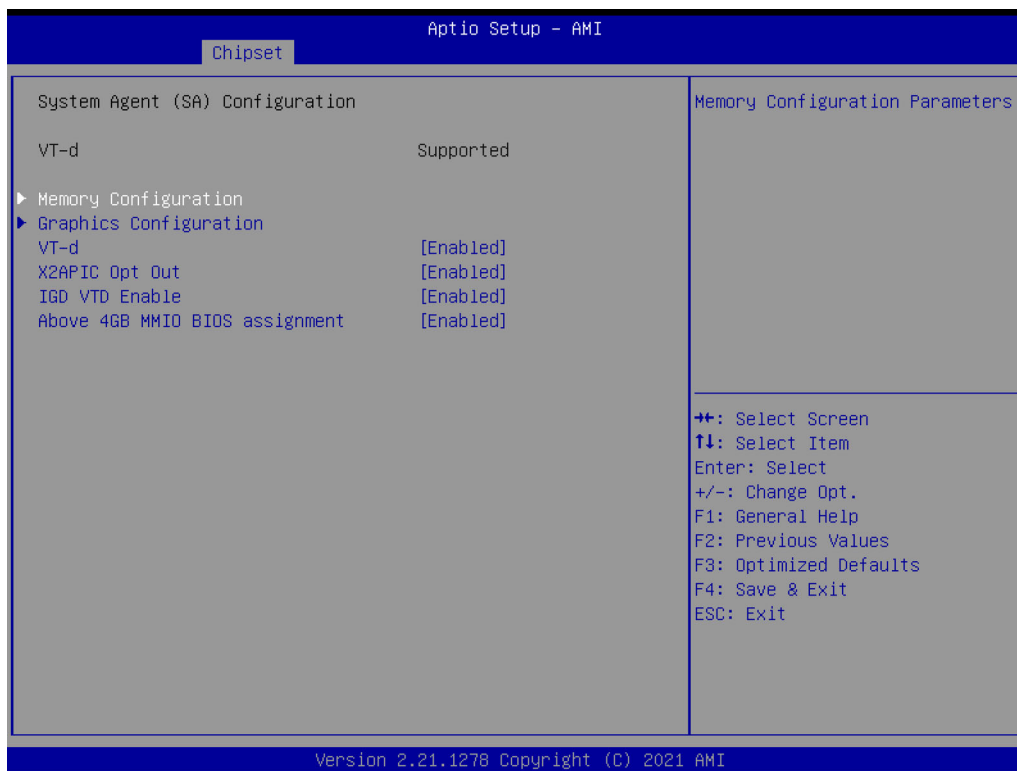 Aptio Setup – AMI
Chipset
System Agent (SA) Configuration
VT-d Supported
▶ Memory Configuration
▶ Graphics Configuration
VT-d [Enabled]
X2APIC Opt Out [Enabled]
IGD VTD Enable [Enabled]
Above 4GB MMIO BIOS assignment [Enabled]
Memory Configuration Parameters
→←: Select Screen
↑↓: Select Item
Enter: Select
+/-: Change Opt.
F1: General Help
F2: Previous Values
F3: Optimized Defaults
F4: Save & Exit
ESC: Exit
Version 2.21.1278 Copyright (C) 2021 AMI